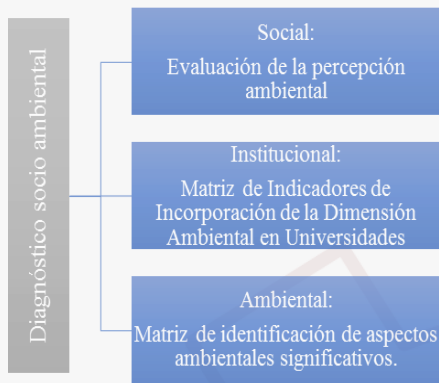 Diagnóstico socio ambiental
Social:
Evaluación de la percepción
ambiental
Institucional:
Matriz de Indicadores de
Incorporación de la Dimensión
Ambiental en Universidades
Ambiental:
Matriz de identificación de aspectos
ambientales significativos.